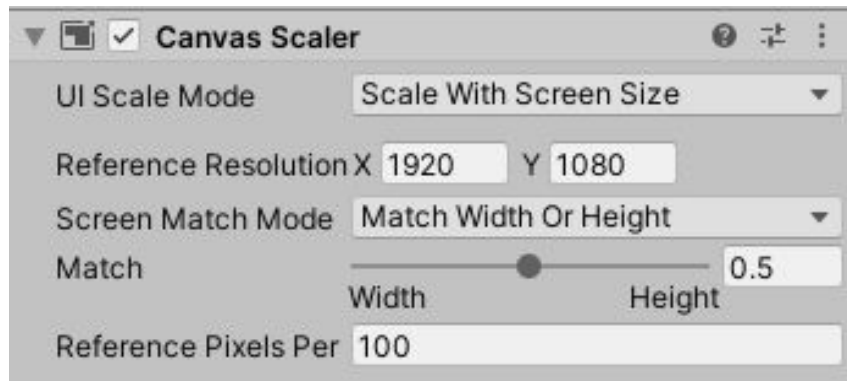 Canvas Scaler
UI Scale Mode Scale With Screen Size
Reference Resolution X 1920 Y 1080
Screen Match Mode Match Width Or Height
Match 0.5
Width Height
Reference Pixels Per 100